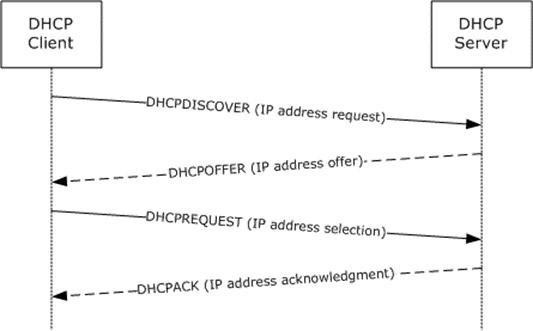 DHCP
Client
DHCP
Server
DHCPDISCOVER (IP address request)
DHCPOFFER (IP address offer)
DHCPREQUEST (IP address selection)
DHCPACK (IP address acknowledgment)